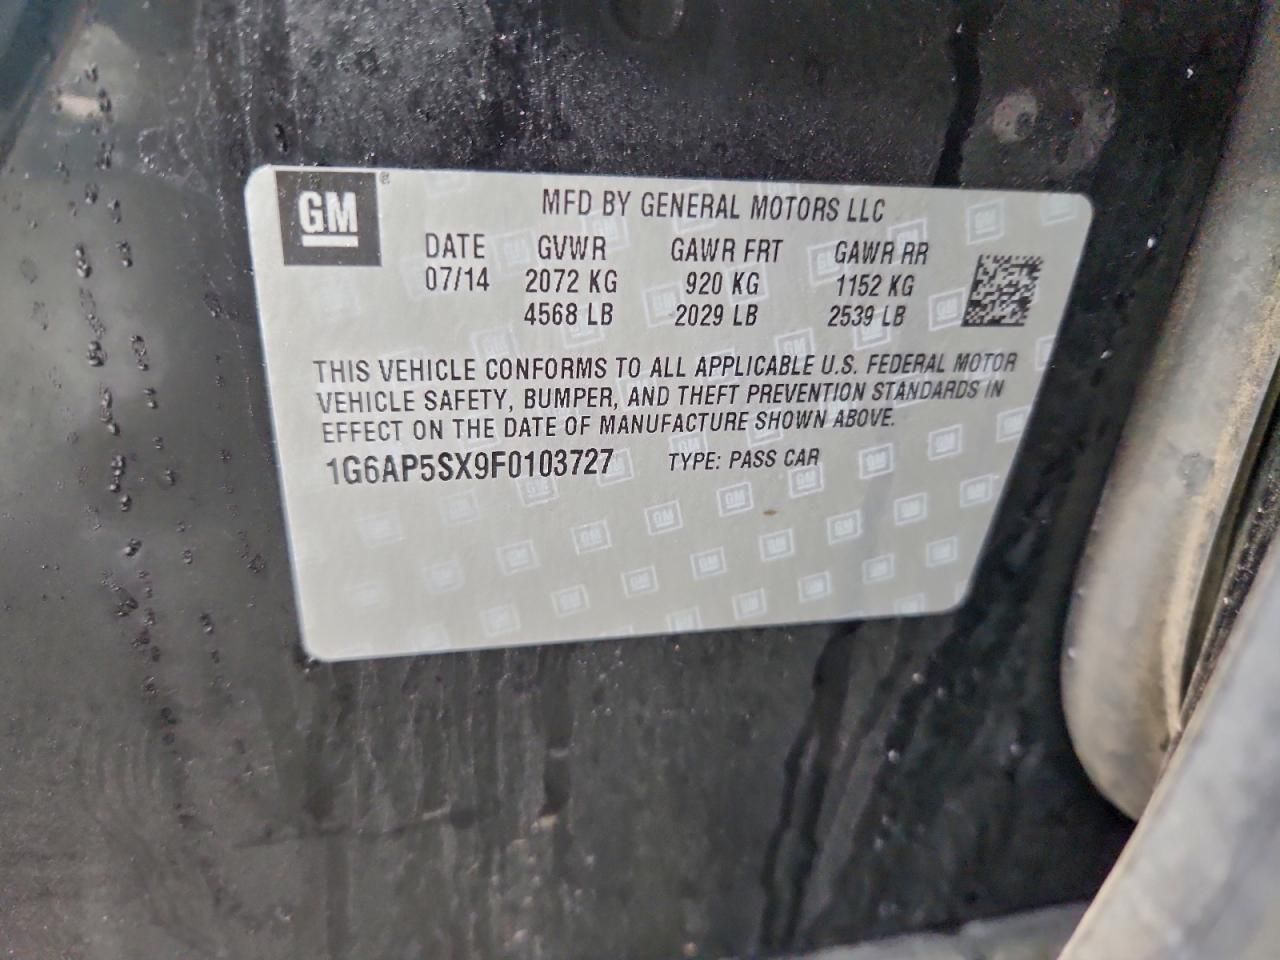 GM
MFD BY GENERAL MOTORS LLC
DATE GVWR GAWR FRT GAWR RR
07/14 2072 KG 920 KG 1152 KG
4568 LB 2029 LB 2539 LB
THIS VEHICLE CONFORMS TO ALL APPLICABLE U.S. FEDERAL MOTOR
VEHICLE SAFETY, BUMPER, AND THEFT PREVENTION STANDARDS IN
EFFECT ON THE DATE OF MANUFACTURE SHOWN ABOVE.
1G6AP5SX9F0103727 TYPE: PASS CAR